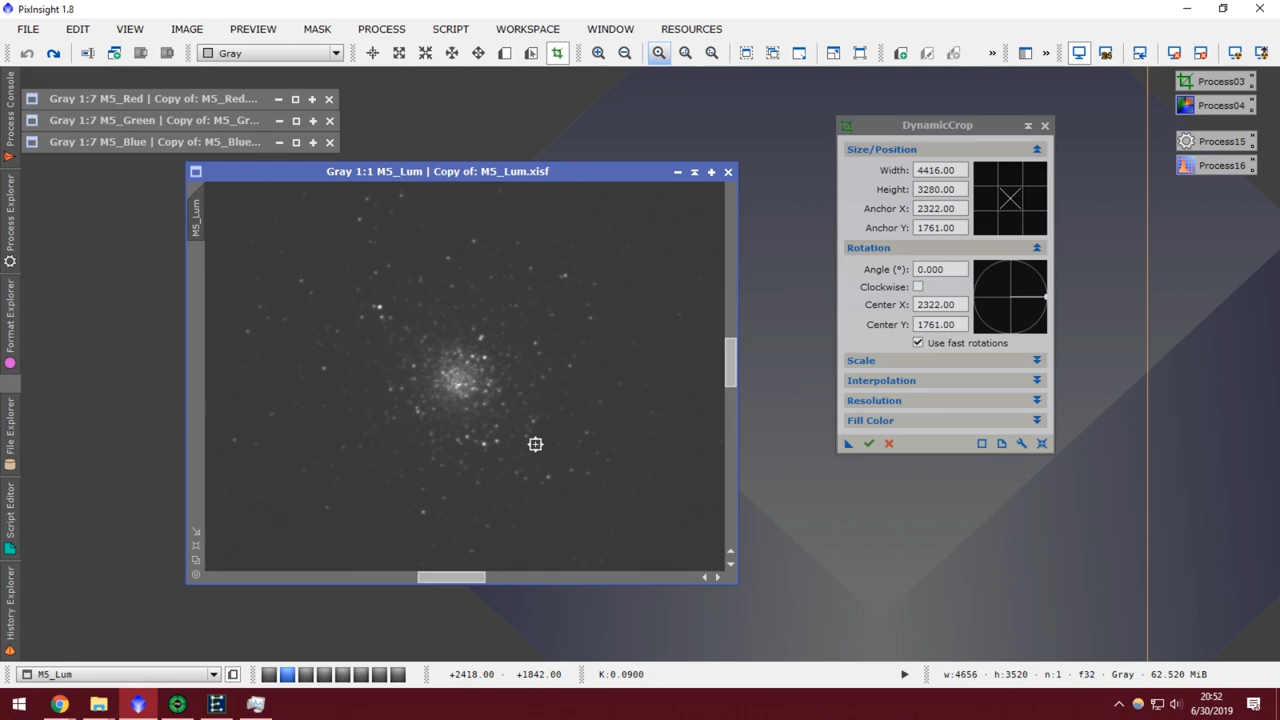 PixInsight 1.8
FILE EDIT VIEW IMAGE PREVIEW MASK PROCESS SCRIPT WORKSPACE WINDOW RESOURCES
Gray
Process Console
Process Explorer
Format Explorer
File Explorer
Script Editor
History Explorer
Gray 1:7 M5_Red | Copy of: M5_Red....
Gray 1:7 M5_Green | Copy of: M5_Gr...
Gray 1:7 M5_Blue | Copy of: M5_Blue...
Gray 1:1 M5_Lum | Copy of: M5_Lum.xisf
M5_Lum
DynamicCrop
Size/Position
Width: 4416.00
Height: 3280.00
Anchor X: 2322.00
Anchor Y: 1761.00
Rotation
Angle (°): 0.000
Clockwise:
Center X: 2322.00
Center Y: 1761.00
Use fast rotations
Scale
Interpolation
Resolution
Fill Color
Process03
Process04
Process15
Process16
M5_Lum
+2418.00 · +1842.00
K:0.0900
w:4656 · h:3520 · n:1 · f32 · Gray · 62.520 MiB
20:52
6/30/2019